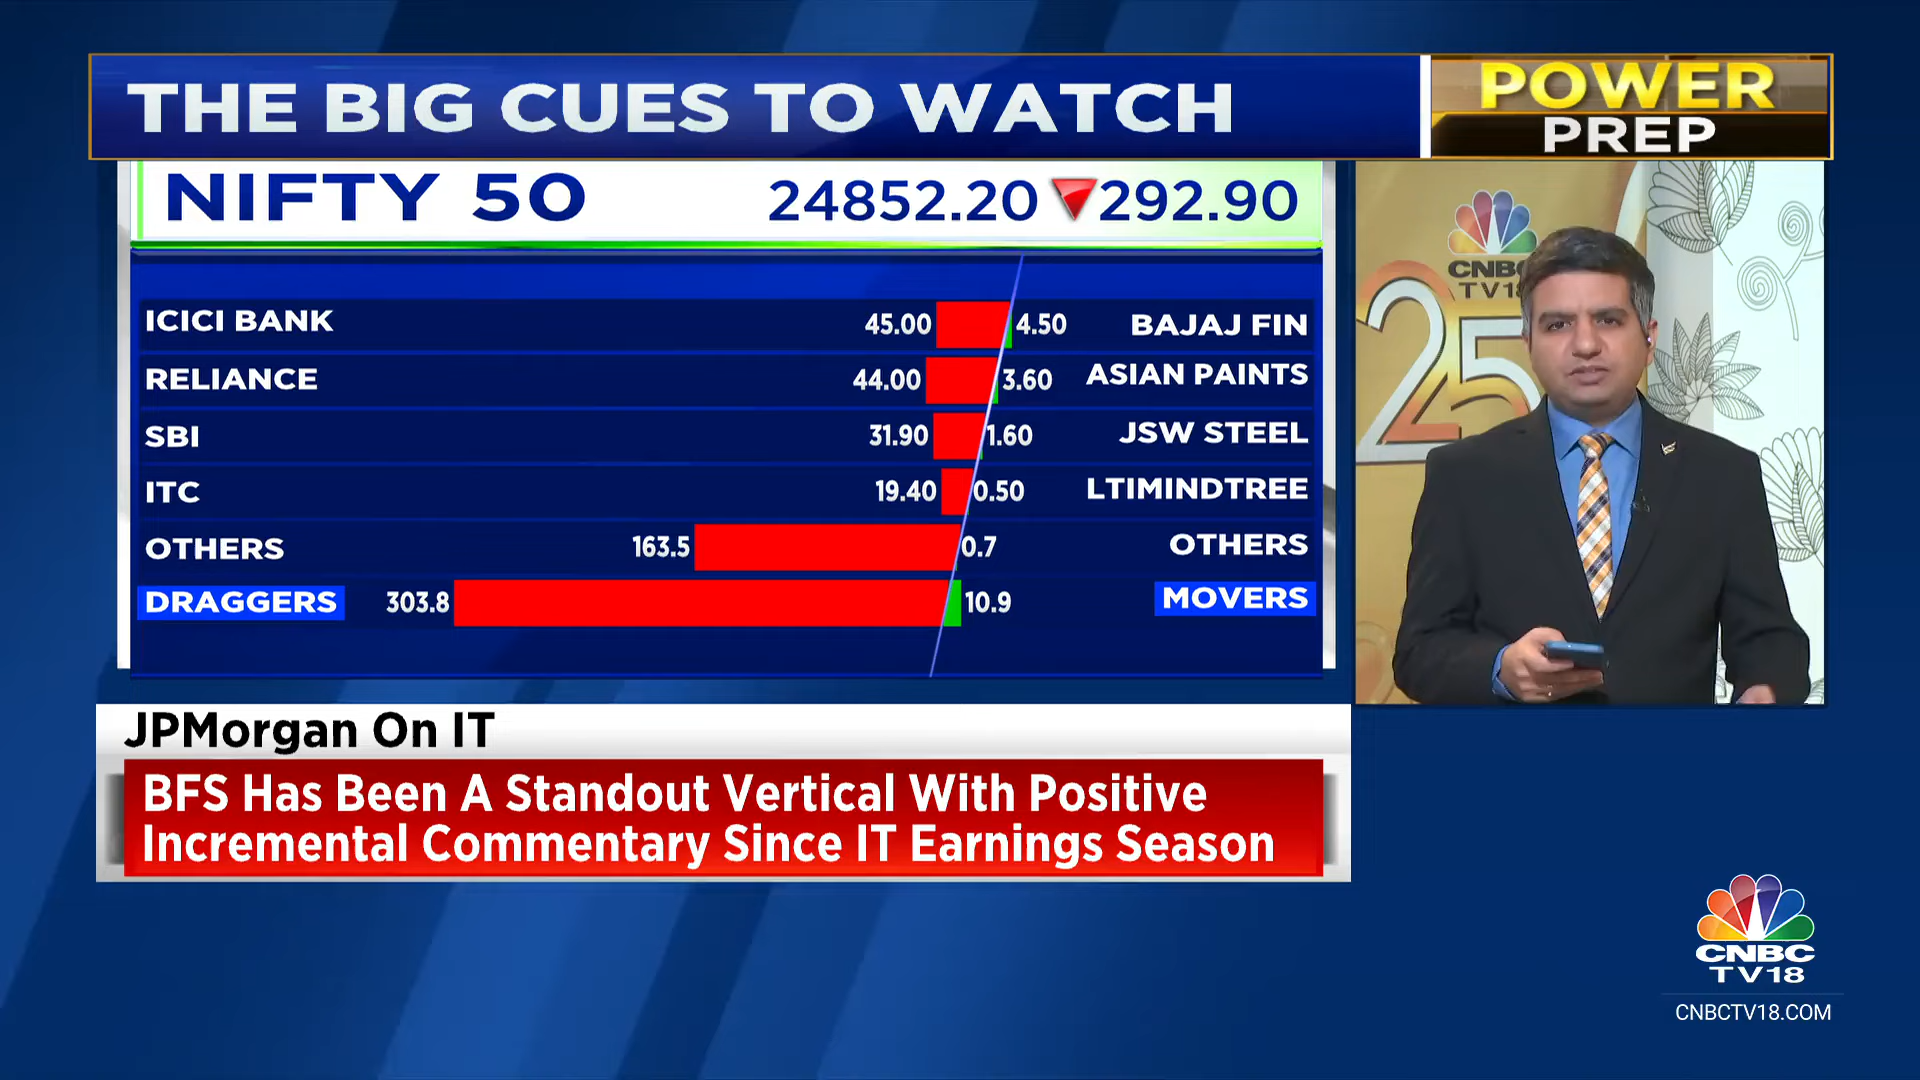 THE BIG CUES TO WATCH
POWER
PREP
NIFTY 50 24852.20 292.90
ICICI BANK 45.00 4.50 BAJAJ FIN
RELIANCE 44.00 3.60 ASIAN PAINTS
SBI 31.90 1.60 JSW STEEL
ITC 19.40 0.50 LTIMINDTREE
OTHERS 163.5 0.7 OTHERS
DRAGGERS 303.8 10.9 MOVERS
CNBC
TV18
25
JPMorgan On IT
BFS Has Been A Standout Vertical With Positive
Incremental Commentary Since IT Earnings Season
CNBC
TV18
CNBCTV18.COM